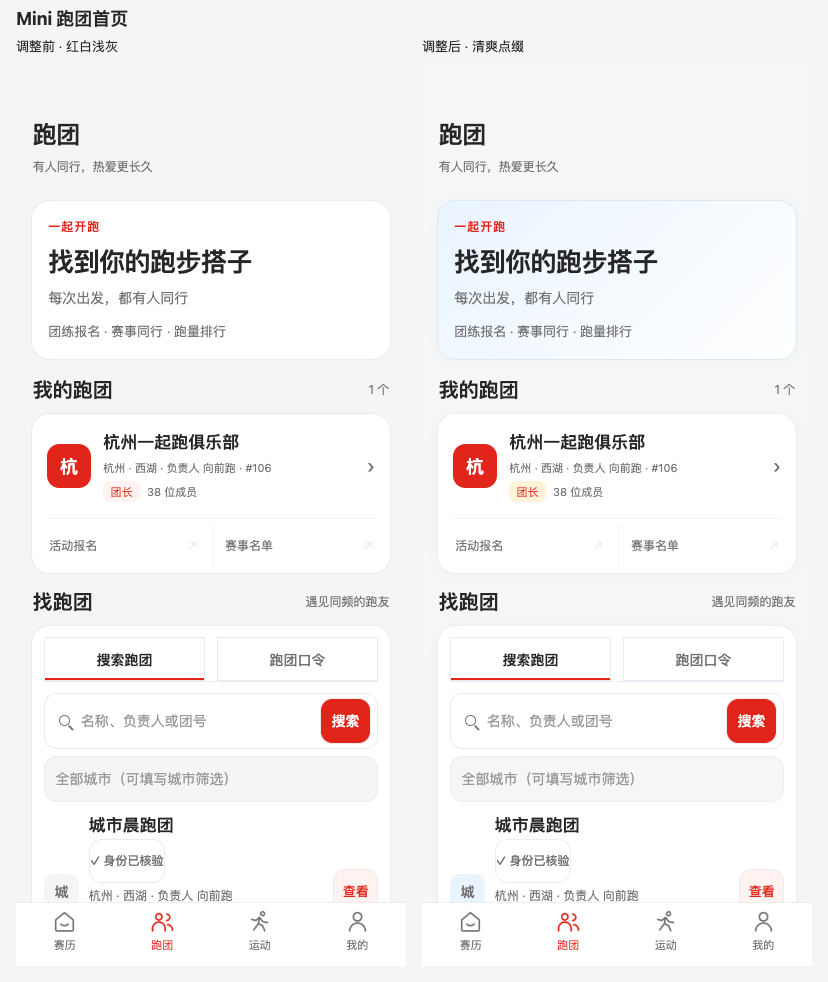 Mini 跑团首页
调整前 · 红白浅灰
跑团
有人同行，热爱更长久
一起开跑
找到你的跑步搭子
每次出发，都有人同行
团练报名 · 赛事同行 · 跑量排行
我的跑团
1 个
杭
杭州一起跑俱乐部
杭州 · 西湖 · 负责人 向前跑 · #106
团长
38 位成员
活动报名
赛事名单
找跑团
遇见同频的跑友
搜索跑团
跑团口令
名称、负责人或团号
搜索
全部城市（可填写城市筛选）
城市晨跑团
✓ 身份已核验
城
杭州 · 西湖 · 负责人 向前跑
查看
赛历
跑团
运动
我的
调整后 · 清爽点缀
跑团
有人同行，热爱更长久
一起开跑
找到你的跑步搭子
每次出发，都有人同行
团练报名 · 赛事同行 · 跑量排行
我的跑团
1 个
杭
杭州一起跑俱乐部
杭州 · 西湖 · 负责人 向前跑 · #106
团长
38 位成员
活动报名
赛事名单
找跑团
遇见同频的跑友
搜索跑团
跑团口令
名称、负责人或团号
搜索
全部城市（可填写城市筛选）
城市晨跑团
✓ 身份已核验
城
杭州 · 西湖 · 负责人 向前跑
查看
赛历
跑团
运动
我的